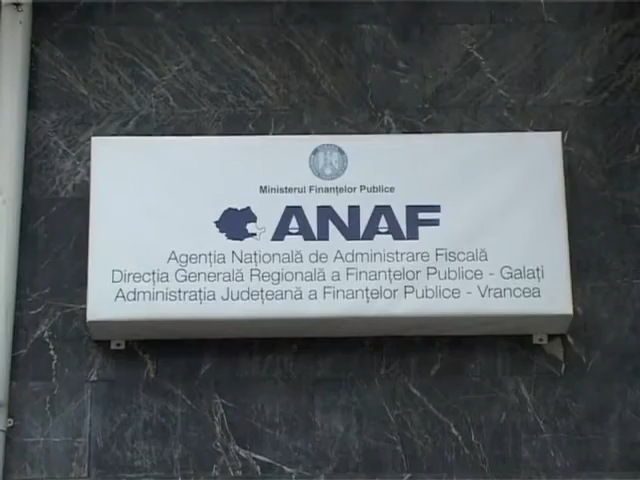 Ministerul Finanțelor Publice
ANAF
Agenția Națională de Administrare Fiscală
Direcția Generală Regională a Finanțelor Publice - Galați
Administrația Județeană a Finanțelor Publice - Vrancea